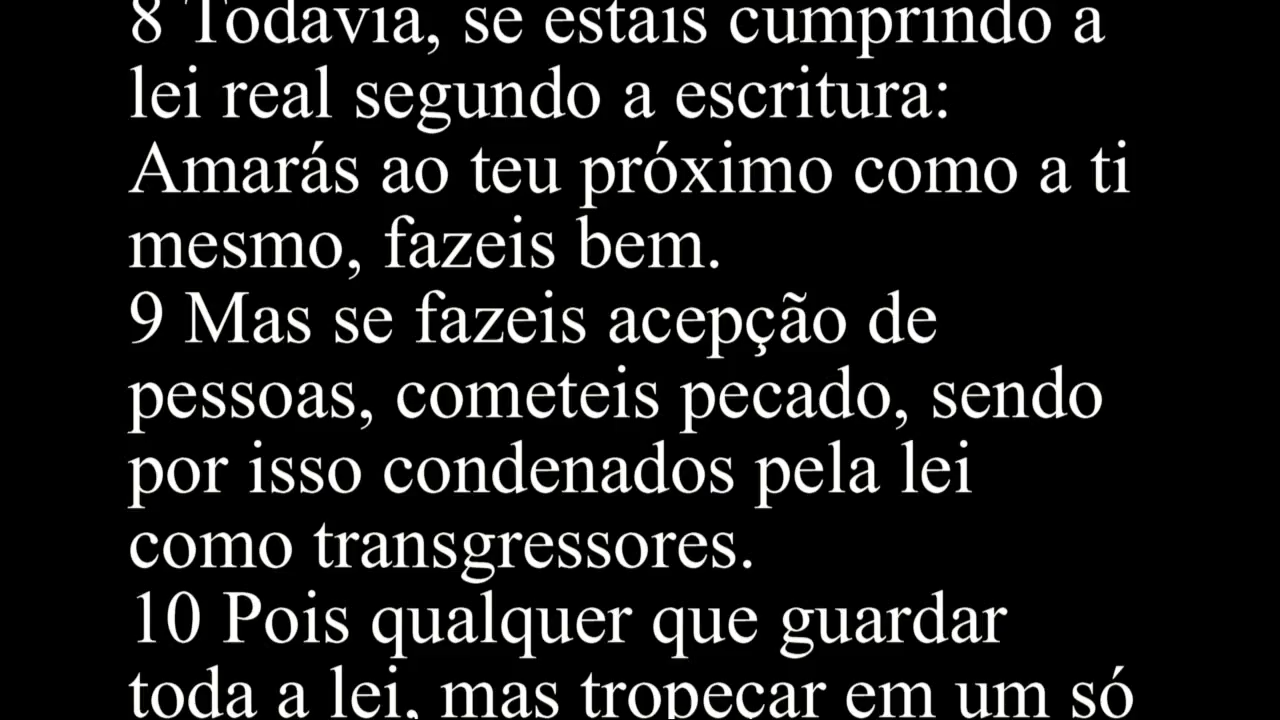 8 Todavia, se estais cumprindo a
lei real segundo a escritura:
Amarás ao teu próximo como a ti
mesmo, fazeis bem.
9 Mas se fazeis acepção de
pessoas, cometeis pecado, sendo
por isso condenados pela lei
como transgressores.
10 Pois qualquer que guardar
toda a lei, mas tropeçar em um só